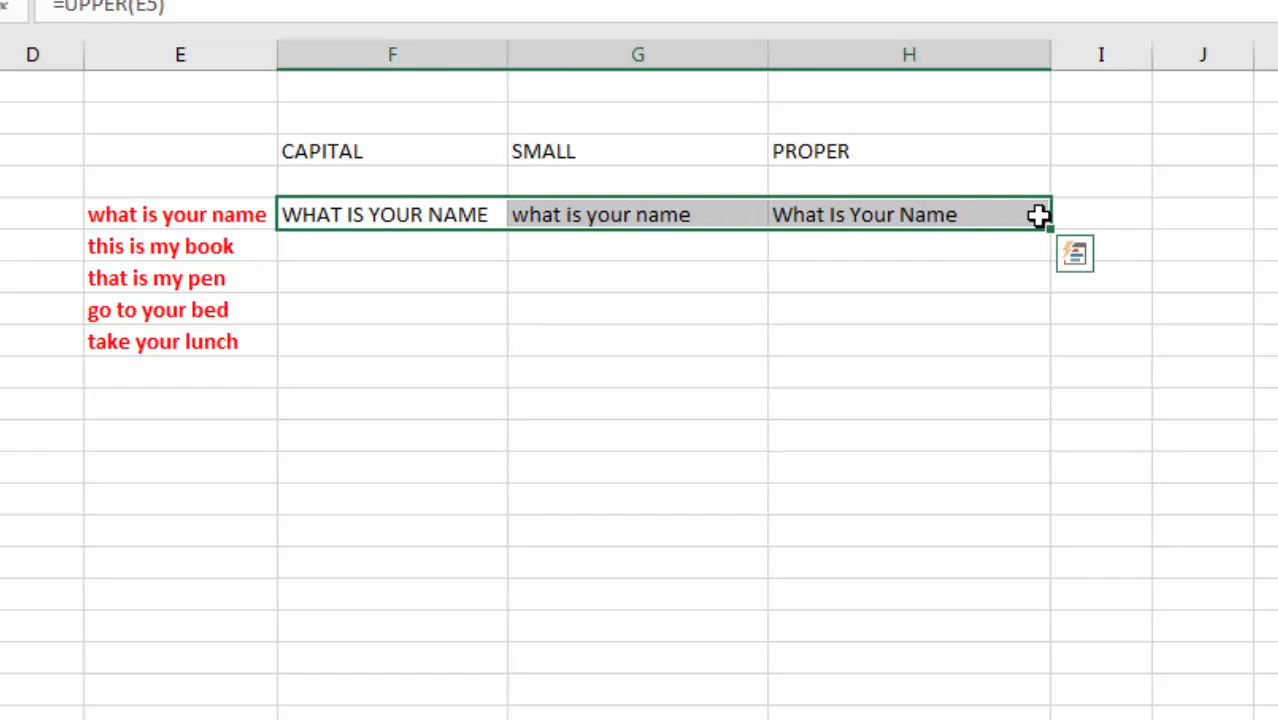 =UPPER(E5)
D E F G H I J
CAPITAL SMALL PROPER
what is your name WHAT IS YOUR NAME what is your name What Is Your Name
this is my book
that is my pen
go to your bed
take your lunch